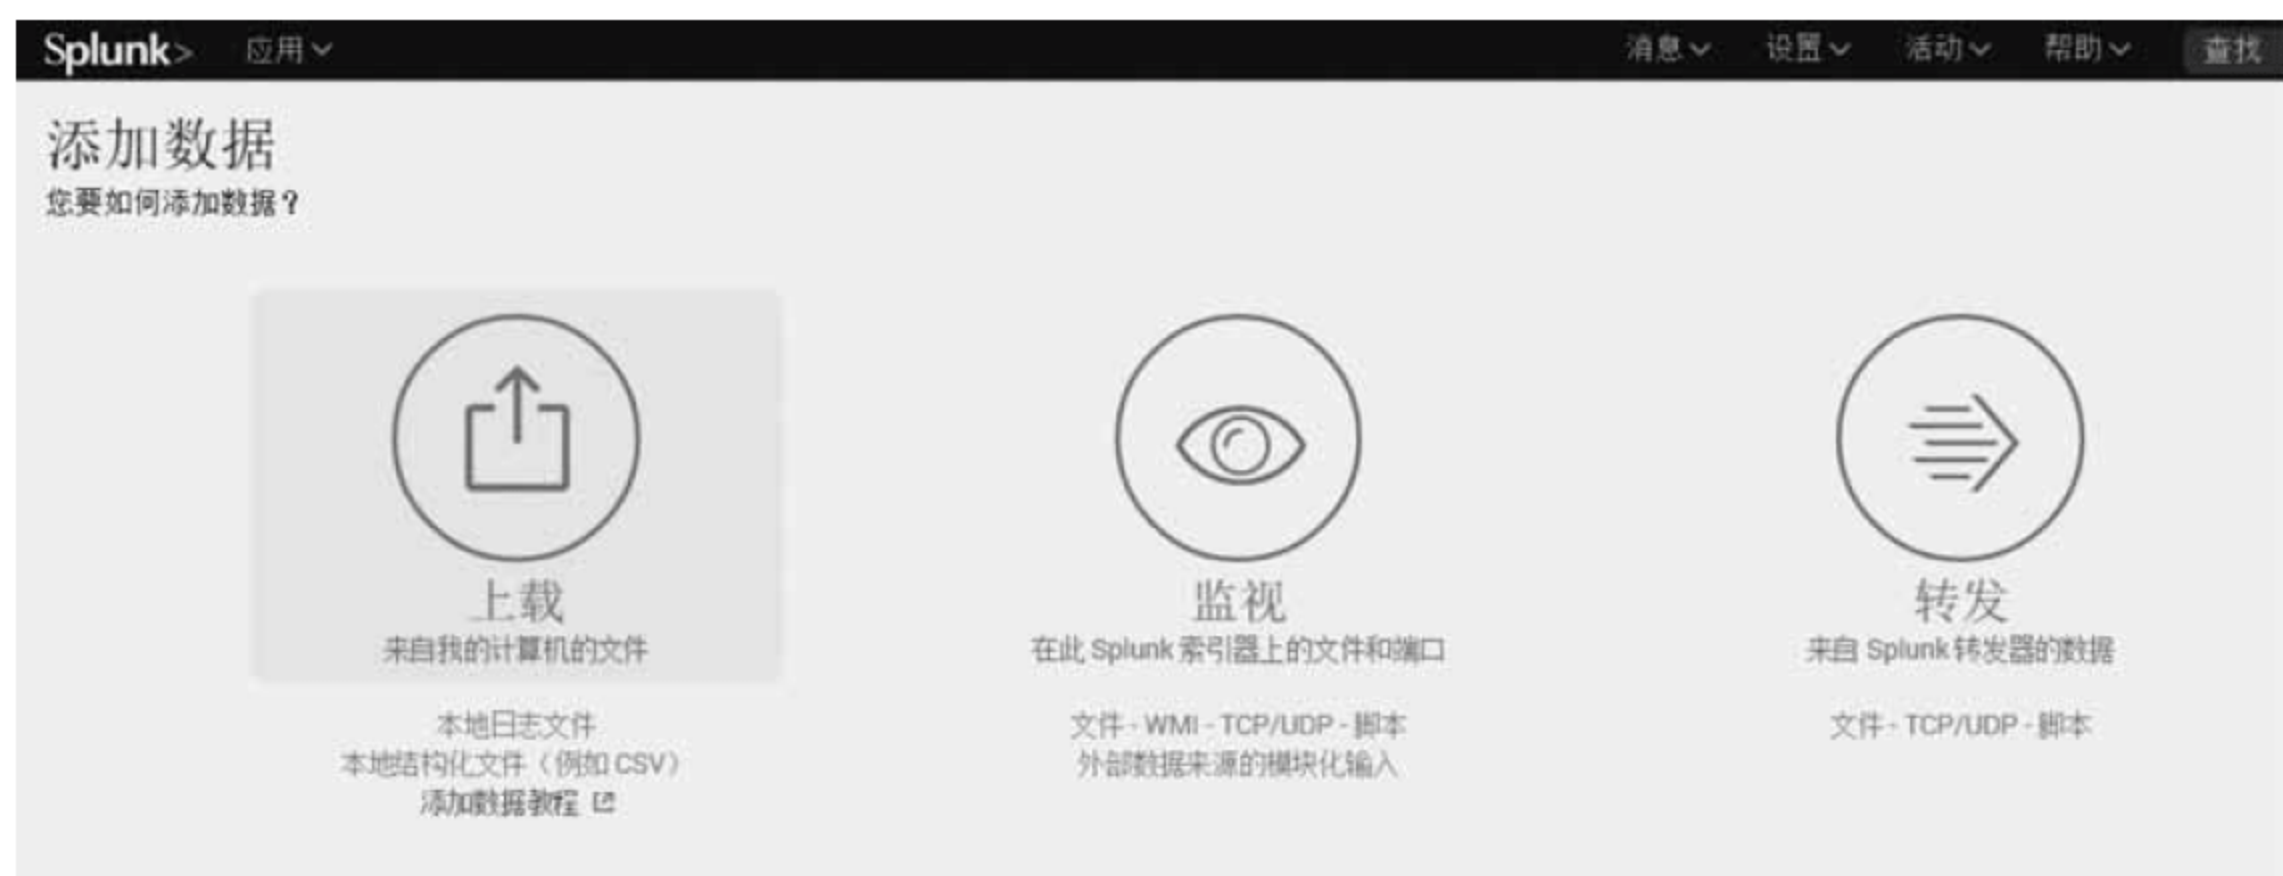 Splunk> 应用 消息 设置 活动 帮助 查找
添加数据
您要如何添加数据？
上载
来自我的计算机的文件
本地日志文件
本地结构化文件（例如 CSV）
添加数据教程
监视
在此 Splunk 索引器上的文件和端口
文件 - WMI - TCP/UDP - 脚本
外部数据来源的模块化输入
转发
来自 Splunk 转发器的数据
文件 - TCP/UDP - 脚本